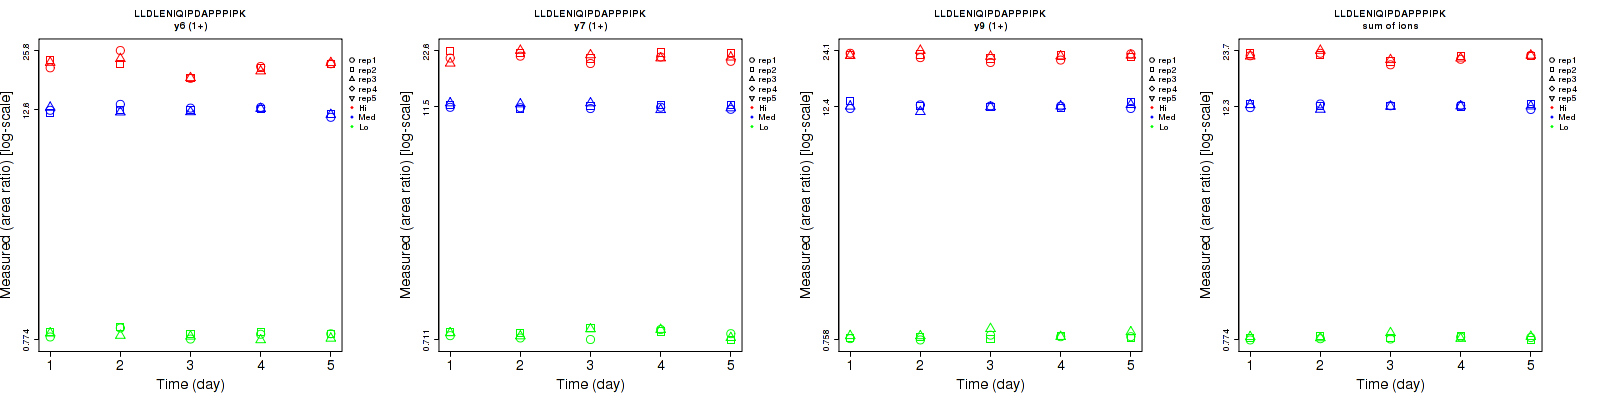 LLDLENIQIPDAPPPIPK
y6 (1+)
Measured (area ratio) [log-scale]
25.8
12.6
0.774
1 2 3 4 5
Time (day)
rep1
rep2
rep3
rep4
rep5
Hi
Med
Lo
LLDLENIQIPDAPPPIPK
y7 (1+)
Measured (area ratio) [log-scale]
22.6
11.5
0.711
1 2 3 4 5
Time (day)
rep1
rep2
rep3
rep4
rep5
Hi
Med
Lo
LLDLENIQIPDAPPPIPK
y9 (1+)
Measured (area ratio) [log-scale]
24.1
12.4
0.758
1 2 3 4 5
Time (day)
rep1
rep2
rep3
rep4
rep5
Hi
Med
Lo
LLDLENIQIPDAPPPIPK
sum of ions
Measured (area ratio) [log-scale]
23.7
12.3
0.774
1 2 3 4 5
Time (day)
rep1
rep2
rep3
rep4
rep5
Hi
Med
Lo